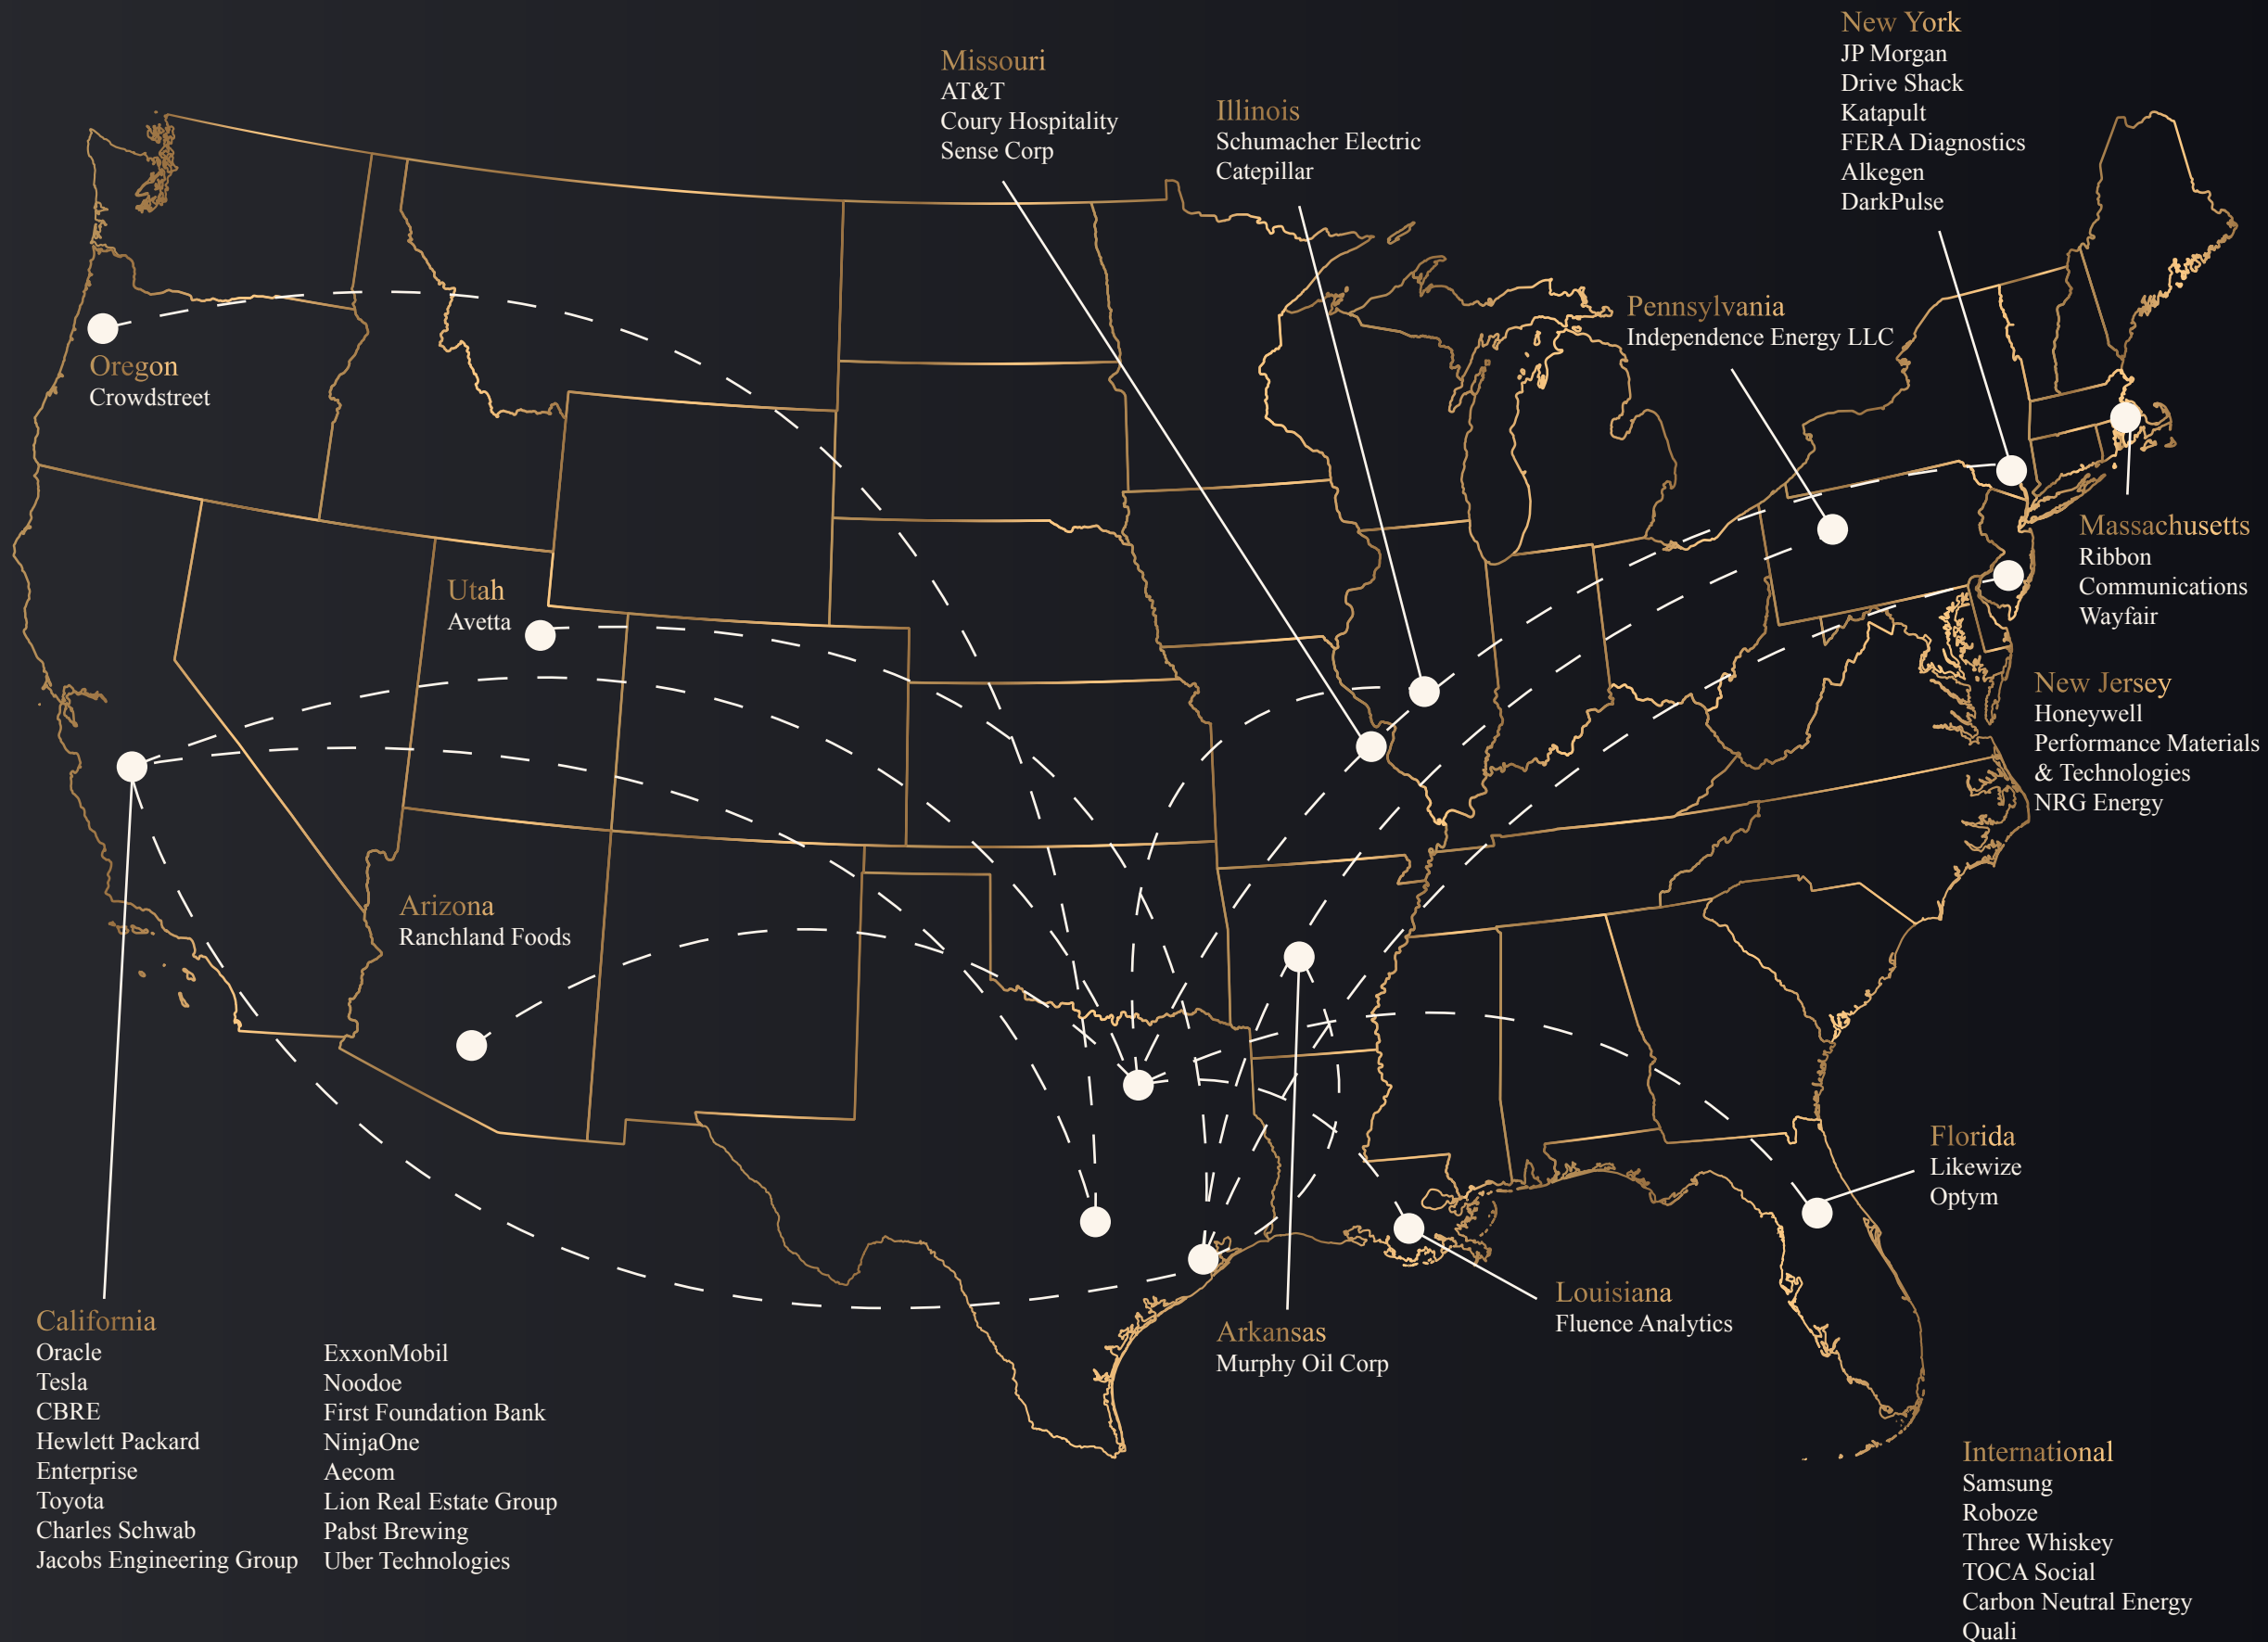 New York
JP Morgan
Drive Shack
Katapult
FERA Diagnostics
Alkegen
DarkPulse
Missouri
AT&T
Coury Hospitality
Sense Corp
Illinois
Schumacher Electric
Catepillar
Pennsylvania
Independence Energy LLC
Oregon
Crowdstreet
Massachusetts
Ribbon
Communications
Wayfair
Utah
Avetta
New Jersey
Honeywell
Performance Materials
& Technologies
NRG Energy
Arizona
Ranchland Foods
Florida
Likewize
Optym
Louisiana
Fluence Analytics
Arkansas
Murphy Oil Corp
California
Oracle
Tesla
CBRE
Hewlett Packard
Enterprise
Toyota
Charles Schwab
Jacobs Engineering Group
ExxonMobil
Noodoe
First Foundation Bank
NinjaOne
Aecom
Lion Real Estate Group
Pabst Brewing
Uber Technologies
International
Samsung
Roboze
Three Whiskey
TOCA Social
Carbon Neutral Energy
Quali